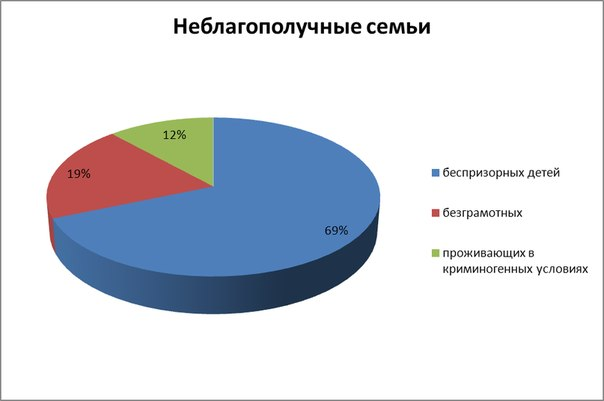 Неблагополучные семьи
12%
19%
69%
беспризорных детей
безграмотных
проживающих в
криминогенных условиях